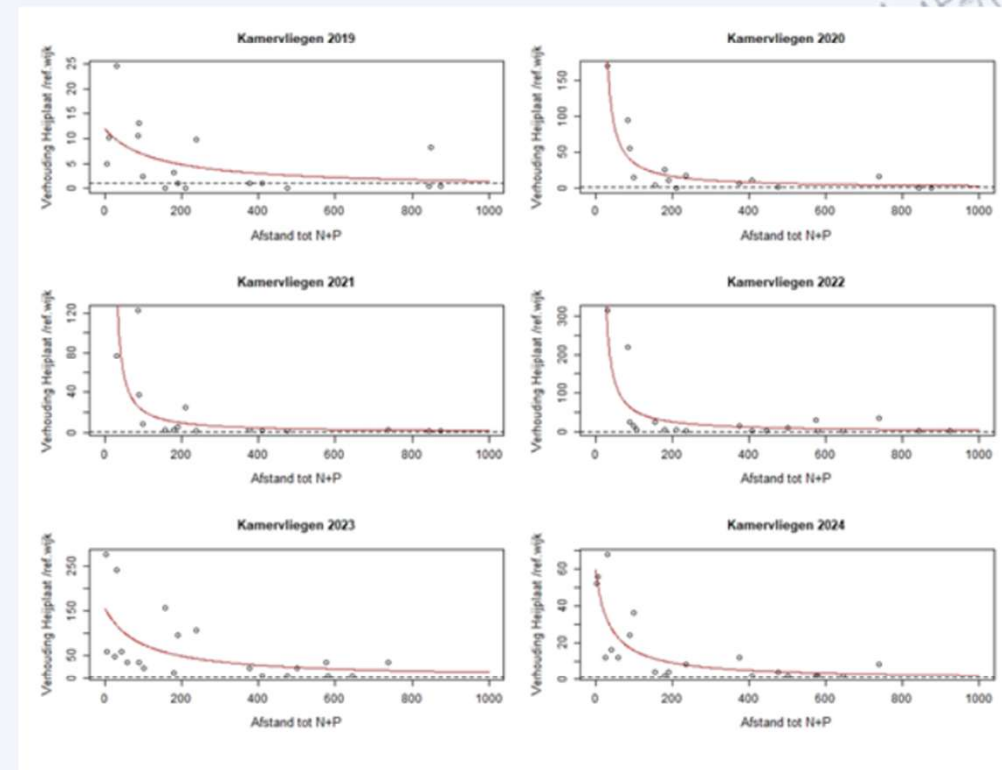 Kamervliegen 2019
Verhouding Heijplaat /ref.wijk
0 5 10 15 20 25
0 200 400 600 800 1000
Afstand tot N+P
Kamervliegen 2020
Verhouding Heijplaat /ref.wijk
0 50 100 150
0 200 400 600 800 1000
Afstand tot N+P
Kamervliegen 2021
Verhouding Heijplaat /ref.wijk
0 40 80 120
0 200 400 600 800 1000
Afstand tot N+P
Kamervliegen 2022
Verhouding Heijplaat /ref.wijk
0 100 200 300
0 200 400 600 800 1000
Afstand tot N+P
Kamervliegen 2023
Verhouding Heijplaat /ref.wijk
0 50 150 250
0 200 400 600 800 1000
Afstand tot N+P
Kamervliegen 2024
Verhouding Heijplaat /ref.wijk
0 20 40 60
0 200 400 600 800 1000
Afstand tot N+P